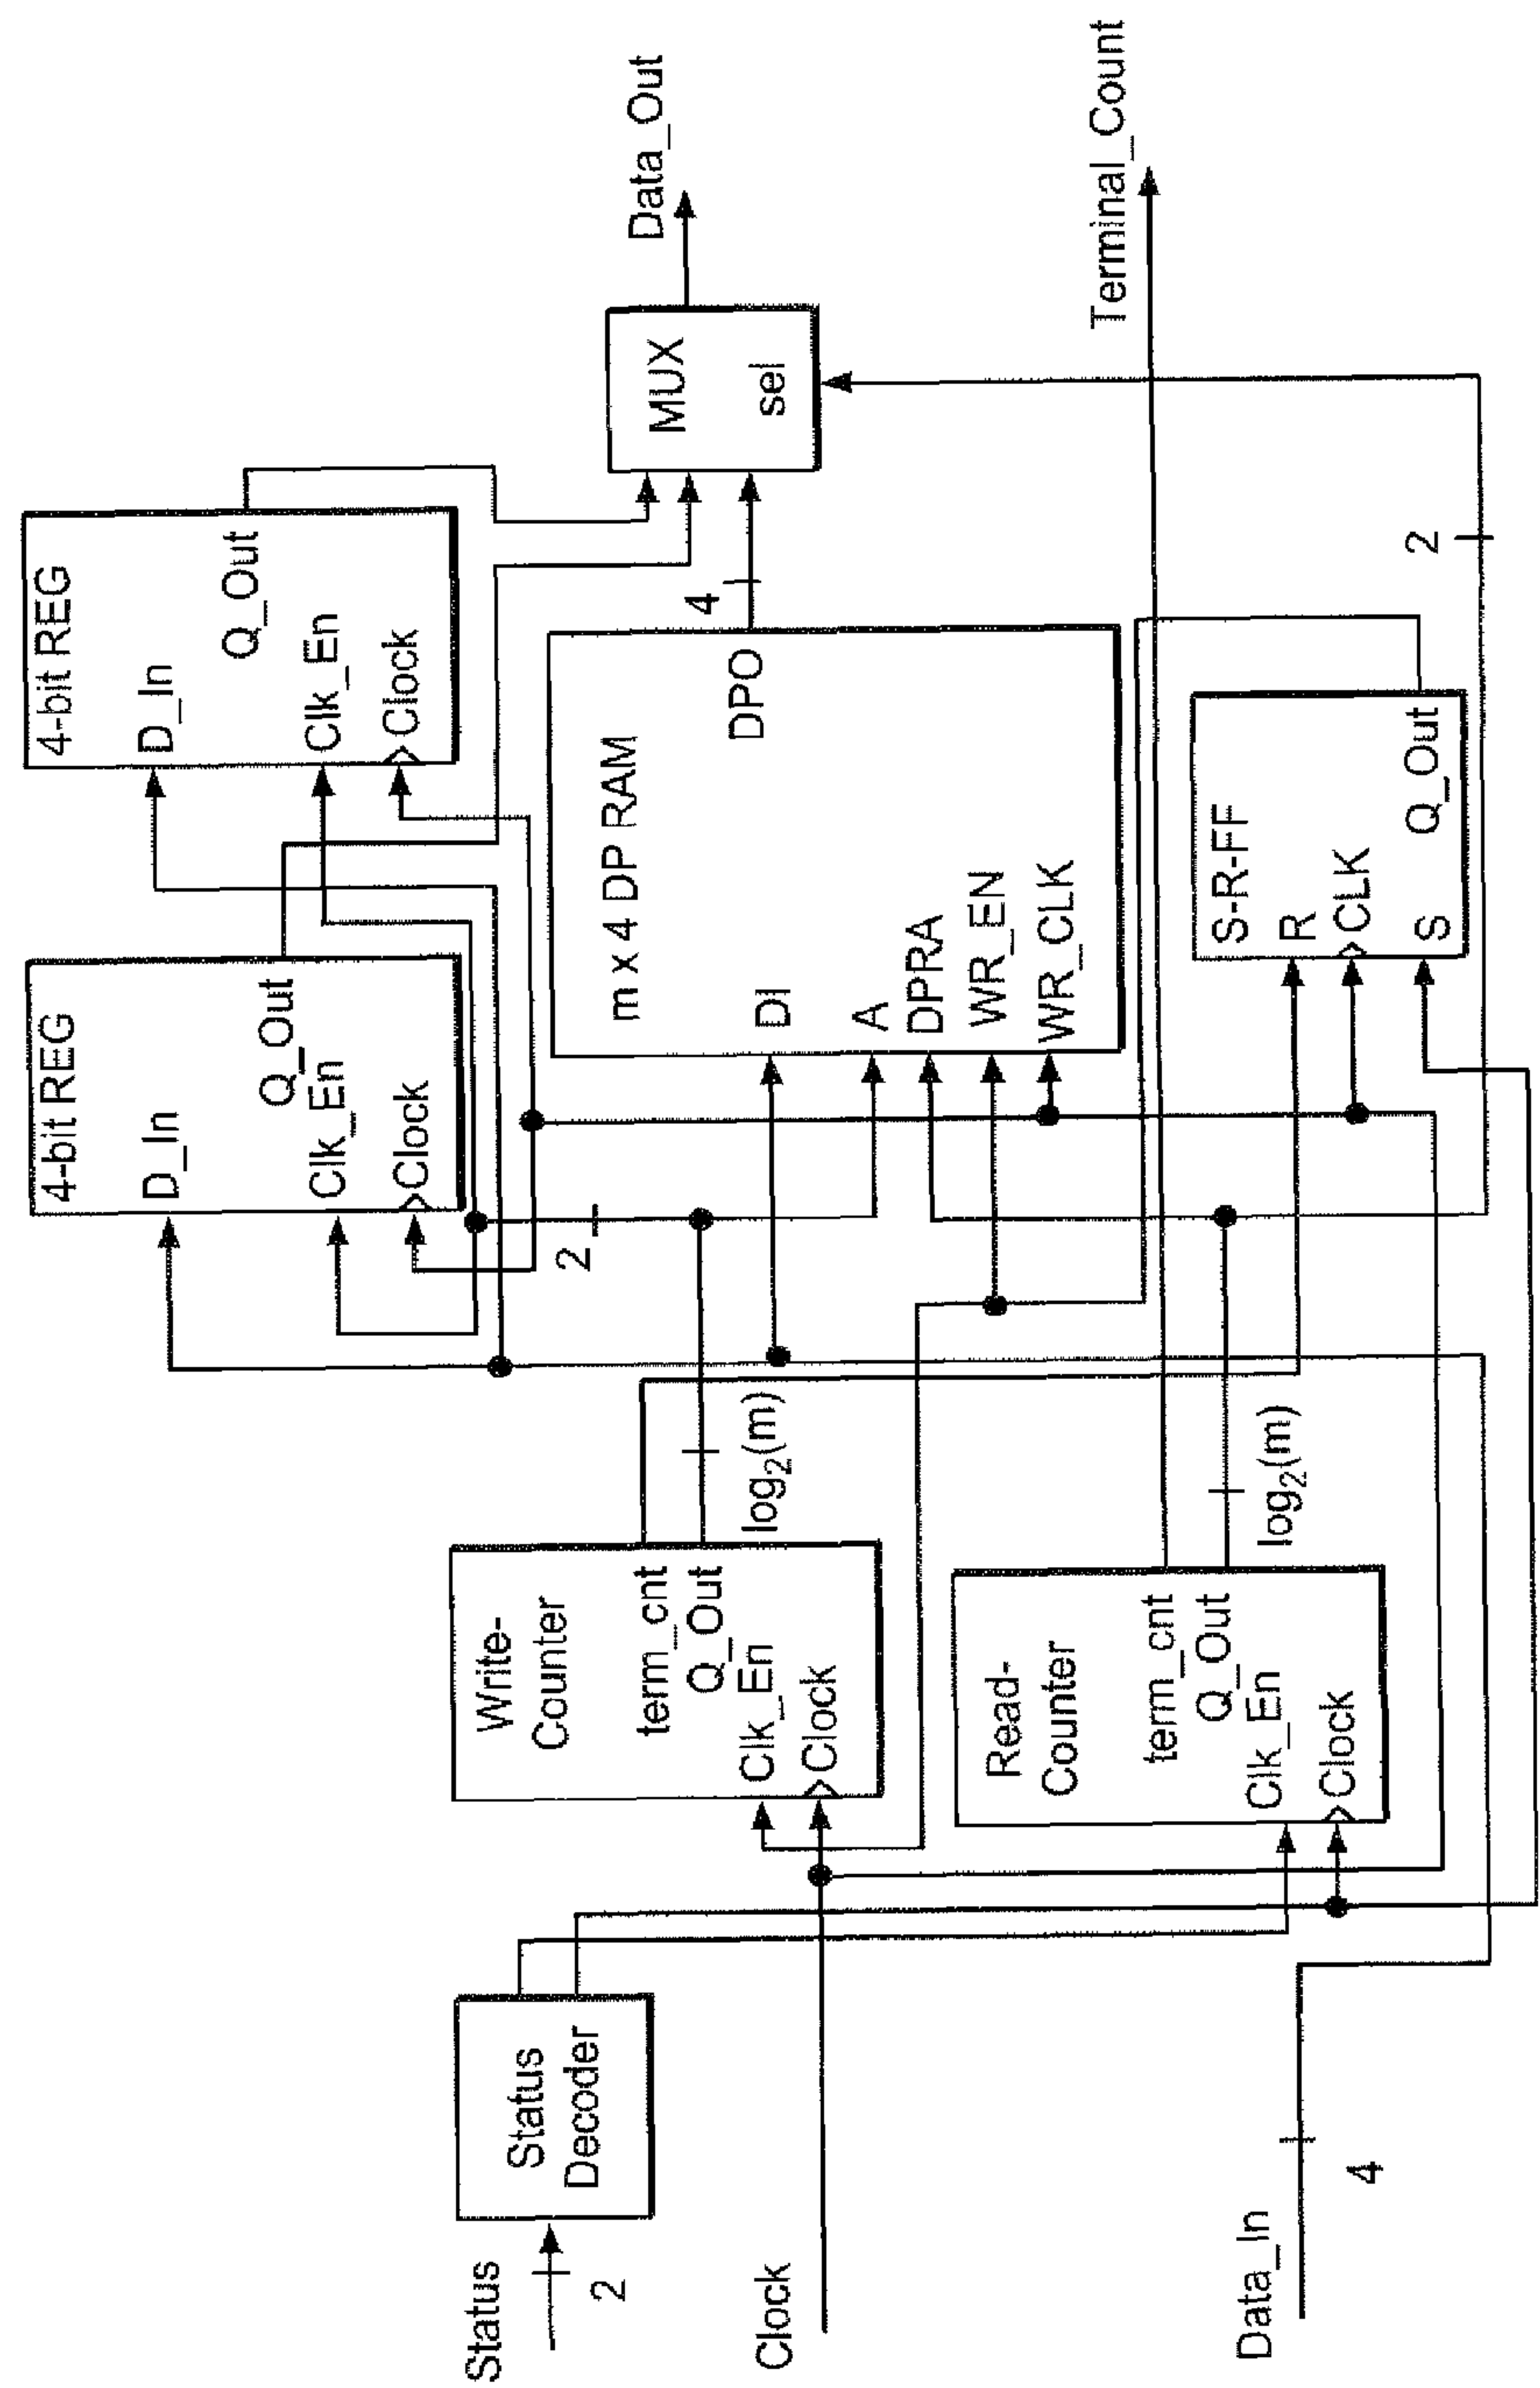 Status
2
Status
Decoder
Clock
Data_In
4
Write-
Counter
term_cnt
Q_Out
Clk_En
Clock
log₂(m)
Read-
Counter
term_cnt
Q_Out
Clk_En
Clock
log₂(m)
4-bit REG
D_In
Q_Out
Clk_En
Clock
2
4-bit REG
D_In
Q_Out
Clk_En
Clock
m x 4 DP RAM
DI
DPO
A
DPRA
WR_EN
WR_CLK
4
S-R-FF
R
CLK
S
Q_Out
2
MUX
sel
Data_Out
Terminal_Count